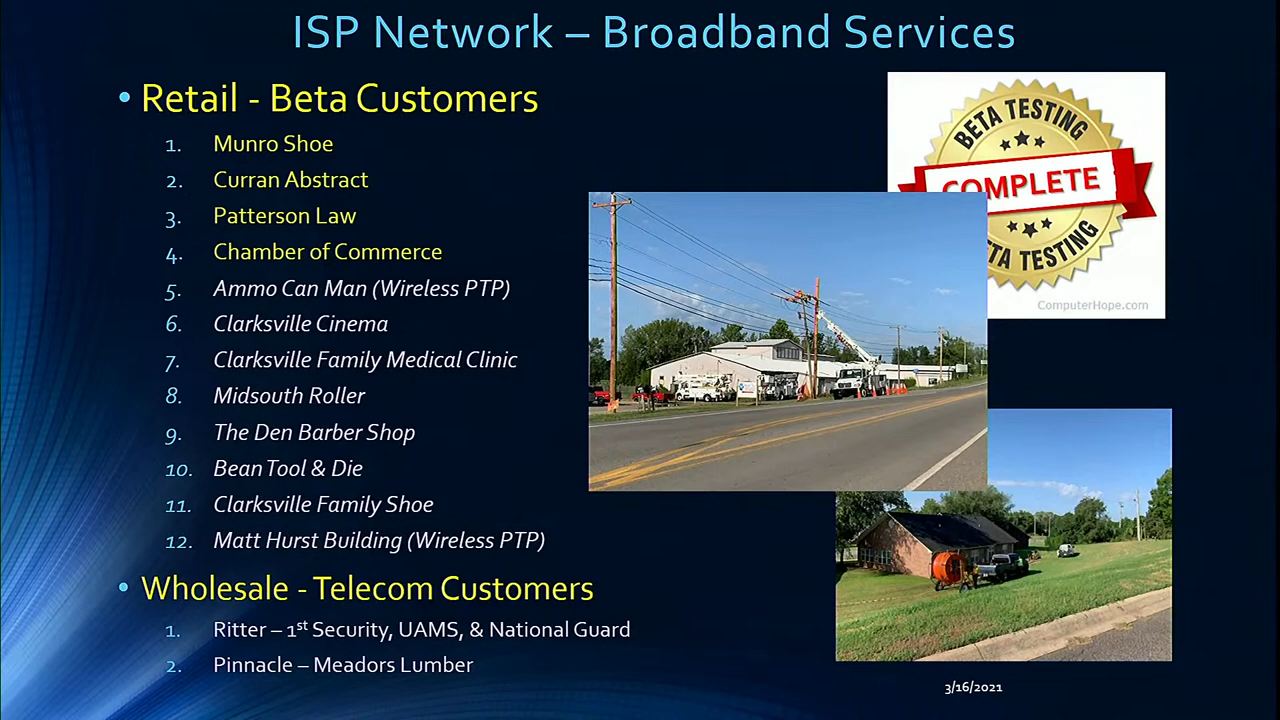 ISP Network – Broadband Services
• Retail - Beta Customers
1. Munro Shoe
2. Curran Abstract
3. Patterson Law
4. Chamber of Commerce
5. Ammo Can Man (Wireless PTP)
6. Clarksville Cinema
7. Clarksville Family Medical Clinic
8. Midsouth Roller
9. The Den Barber Shop
10. Bean Tool & Die
11. Clarksville Family Shoe
12. Matt Hurst Building (Wireless PTP)
• Wholesale - Telecom Customers
1. Ritter – 1st Security, UAMS, & National Guard
2. Pinnacle – Meadors Lumber
BETA TESTING
COMPLETE
BETA TESTING
ComputerHope.com
3/16/2021